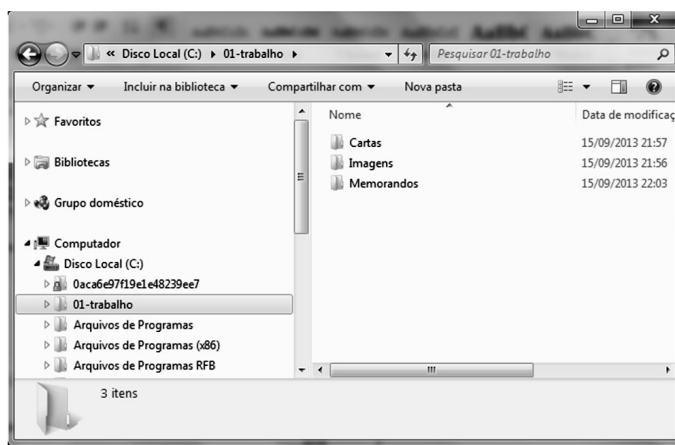 « Disco Local (C:) ▸ 01-trabalho ▸ Pesquisar 01-trabalho
Organizar ▼ Incluir na biblioteca ▼ Compartilhar com ▼ Nova pasta
Favoritos
Bibliotecas
Grupo doméstico
Computador
Disco Local (C:)
0aca6e97f19e1e48239ee7
01-trabalho
Arquivos de Programas
Arquivos de Programas (x86)
Arquivos de Programas RFB
Nome Data de modificaç
Cartas 15/09/2013 21:57
Imagens 15/09/2013 21:56
Memorandos 15/09/2013 22:03
3 itens